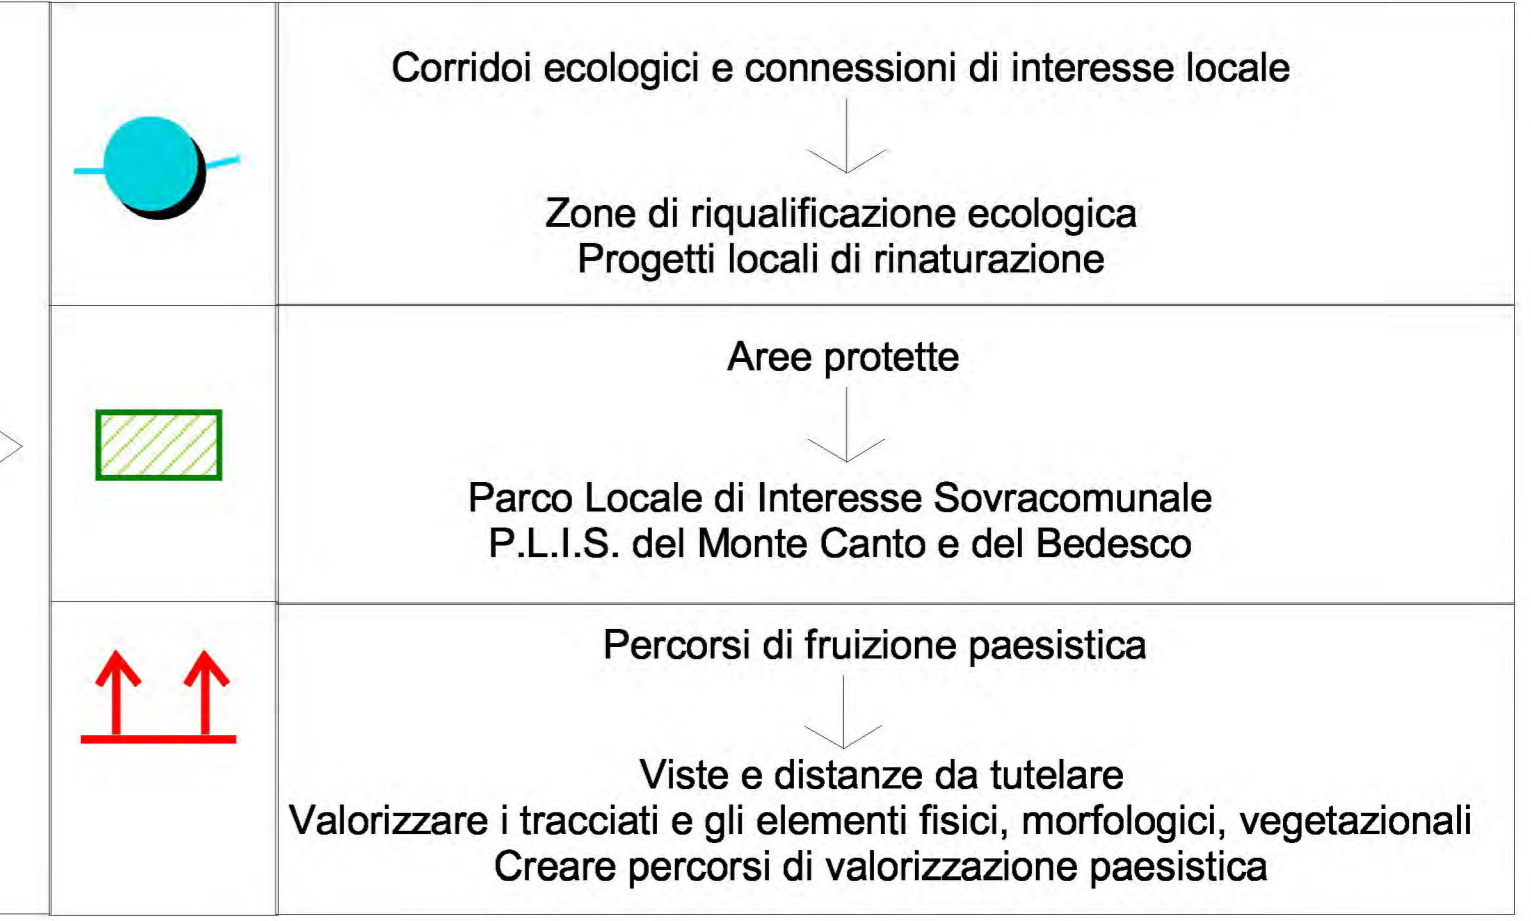 Corridoi ecologici e connessioni di interesse locale
Zone di riqualificazione ecologica
Progetti locali di rinaturazione
Aree protette
Parco Locale di Interesse Sovracomunale
P.L.I.S. del Monte Canto e del Bedesco
Percorsi di fruizione paesistica
Viste e distanze da tutelare
Valorizzare i tracciati e gli elementi fisici, morfologici, vegetazionali
Creare percorsi di valorizzazione paesistica